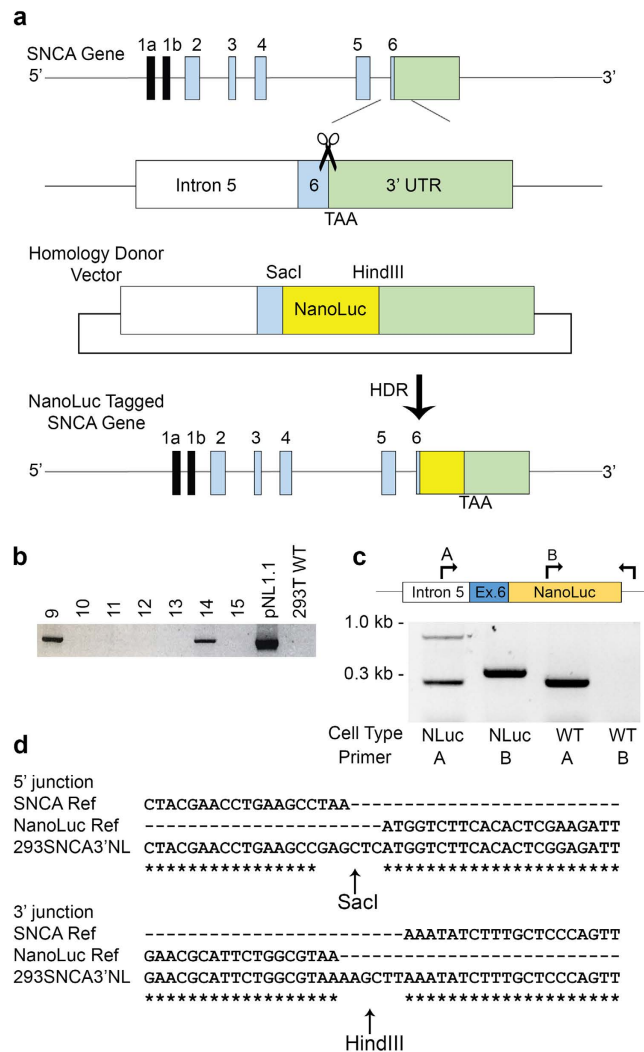 a
SNCA Gene
1a 1b 2 3 4 5 6
5’ 3’
Intron 5 6 3’ UTR
TAA
Homology Donor
Vector
SacI HindIII
NanoLuc
HDR
NanoLuc Tagged
SNCA Gene
1a 1b 2 3 4 5 6
5’ 3’
TAA
b
9 10 11 12 13 14 15 pNL1.1 293T WT
c
A B
Intron 5 Ex.6 NanoLuc
1.0 kb -
0.3 kb -
Cell Type NLuc NLuc WT WT
Primer A B A B
d
5’ junction
SNCA Ref CTACGAACCTGAAGCCTAA------------------------
NanoLuc Ref ----------------------ATGGTCTTCACACTCGAAGATT
293SNCA3’NL CTACGAACCTGAAGCCGAGCTCATGGTCTTCACACTCGGAGATT
**************** **********************
SacI
3’ junction
SNCA Ref ------------------------AAATATCTTTGCTCCCAGTT
NanoLuc Ref GAACGCATTCTGGCGTAA--------------------------
293SNCA3’NL GAACGCATTCTGGCGTAAAAGCTTAAATATCTTTGCTCCCAGTT
****************** ********************
HindIII